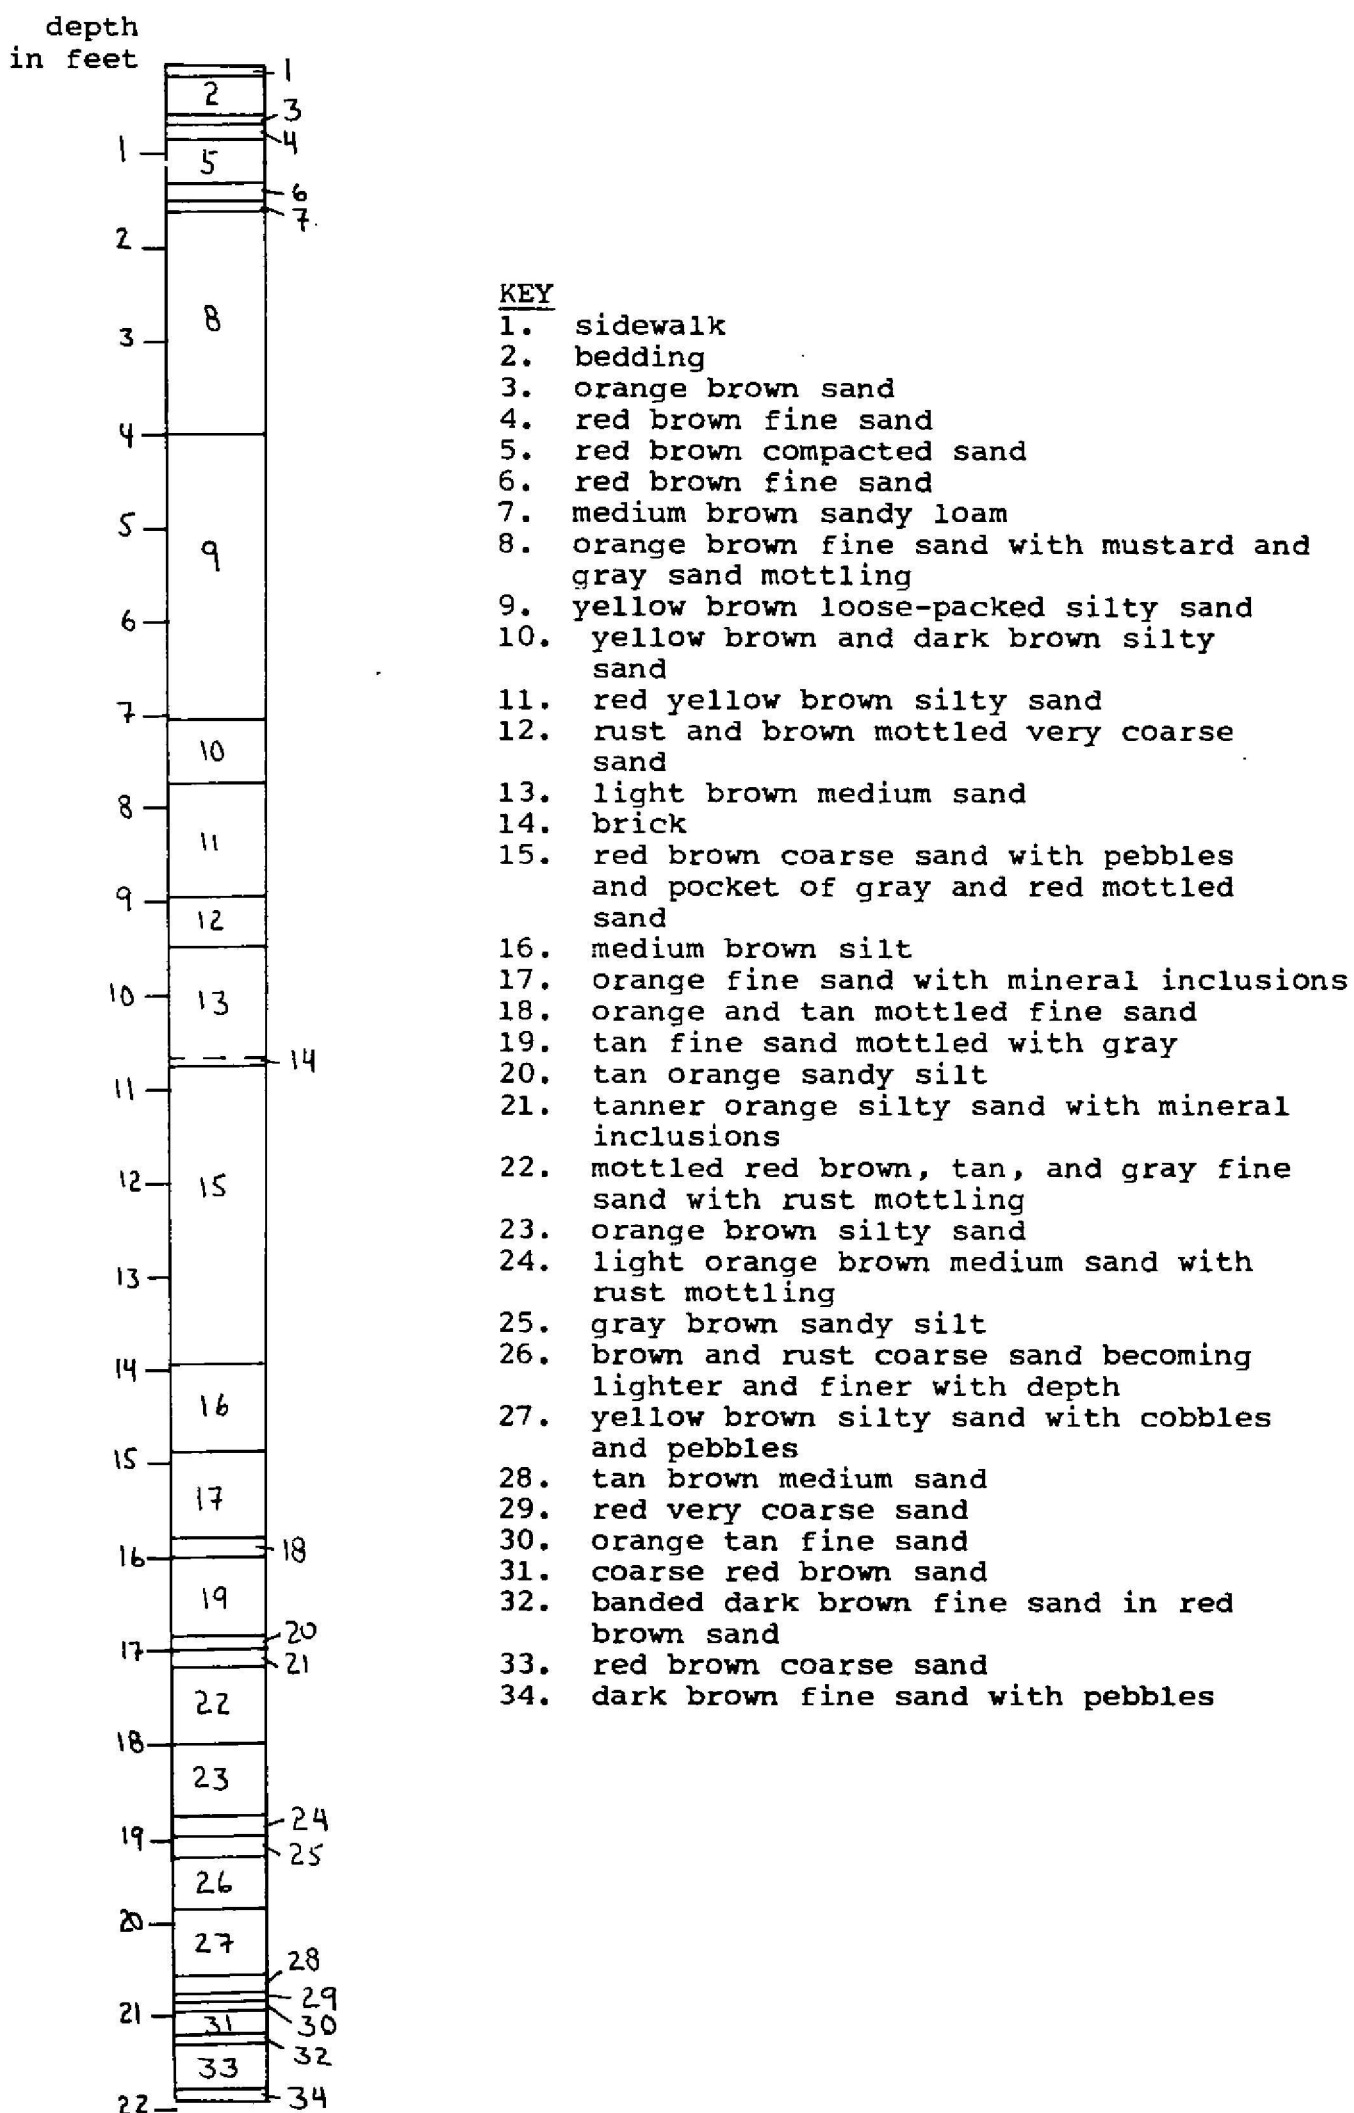 depth
in feet
1
2
3
4
1
5
6
7
2
8
3
4
5
9
6
7
10
8
11
9
12
10
13
14
11
12
15
13
14
16
15
17
18
16
19
20
17
21
22
18
23
24
19
25
26
20
27
28
29
21
31
30
32
33
34
22
KEY
1. sidewalk
2. bedding
3. orange brown sand
4. red brown fine sand
5. red brown compacted sand
6. red brown fine sand
7. medium brown sandy loam
8. orange brown fine sand with mustard and
gray sand mottling
9. yellow brown loose-packed silty sand
10. yellow brown and dark brown silty
sand
11. red yellow brown silty sand
12. rust and brown mottled very coarse
sand
13. light brown medium sand
14. brick
15. red brown coarse sand with pebbles
and pocket of gray and red mottled
sand
16. medium brown silt
17. orange fine sand with mineral inclusions
18. orange and tan mottled fine sand
19. tan fine sand mottled with gray
20. tan orange sandy silt
21. tanner orange silty sand with mineral
inclusions
22. mottled red brown, tan, and gray fine
sand with rust mottling
23. orange brown silty sand
24. light orange brown medium sand with
rust mottling
25. gray brown sandy silt
26. brown and rust coarse sand becoming
lighter and finer with depth
27. yellow brown silty sand with cobbles
and pebbles
28. tan brown medium sand
29. red very coarse sand
30. orange tan fine sand
31. coarse red brown sand
32. banded dark brown fine sand in red
brown sand
33. red brown coarse sand
34. dark brown fine sand with pebbles